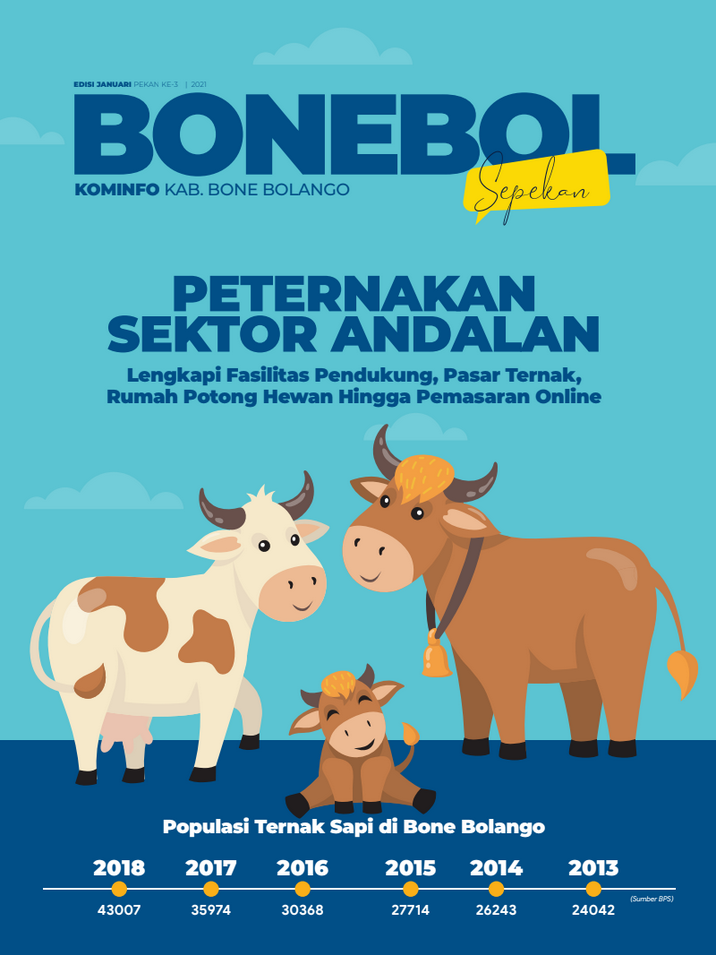 EDISI JANUARI PEKAN KE-3 | 2021
BONEBOL
Sepekan
KOMINFO KAB. BONE BOLANGO
PETERNAKAN
SEKTOR ANDALAN
Lengkapi Fasilitas Pendukung, Pasar Ternak,
Rumah Potong Hewan Hingga Pemasaran Online
Populasi Ternak Sapi di Bone Bolango
2018 2017 2016 2015 2014 2013
43007 35974 30368 27714 26243 24042
(Sumber BPS)